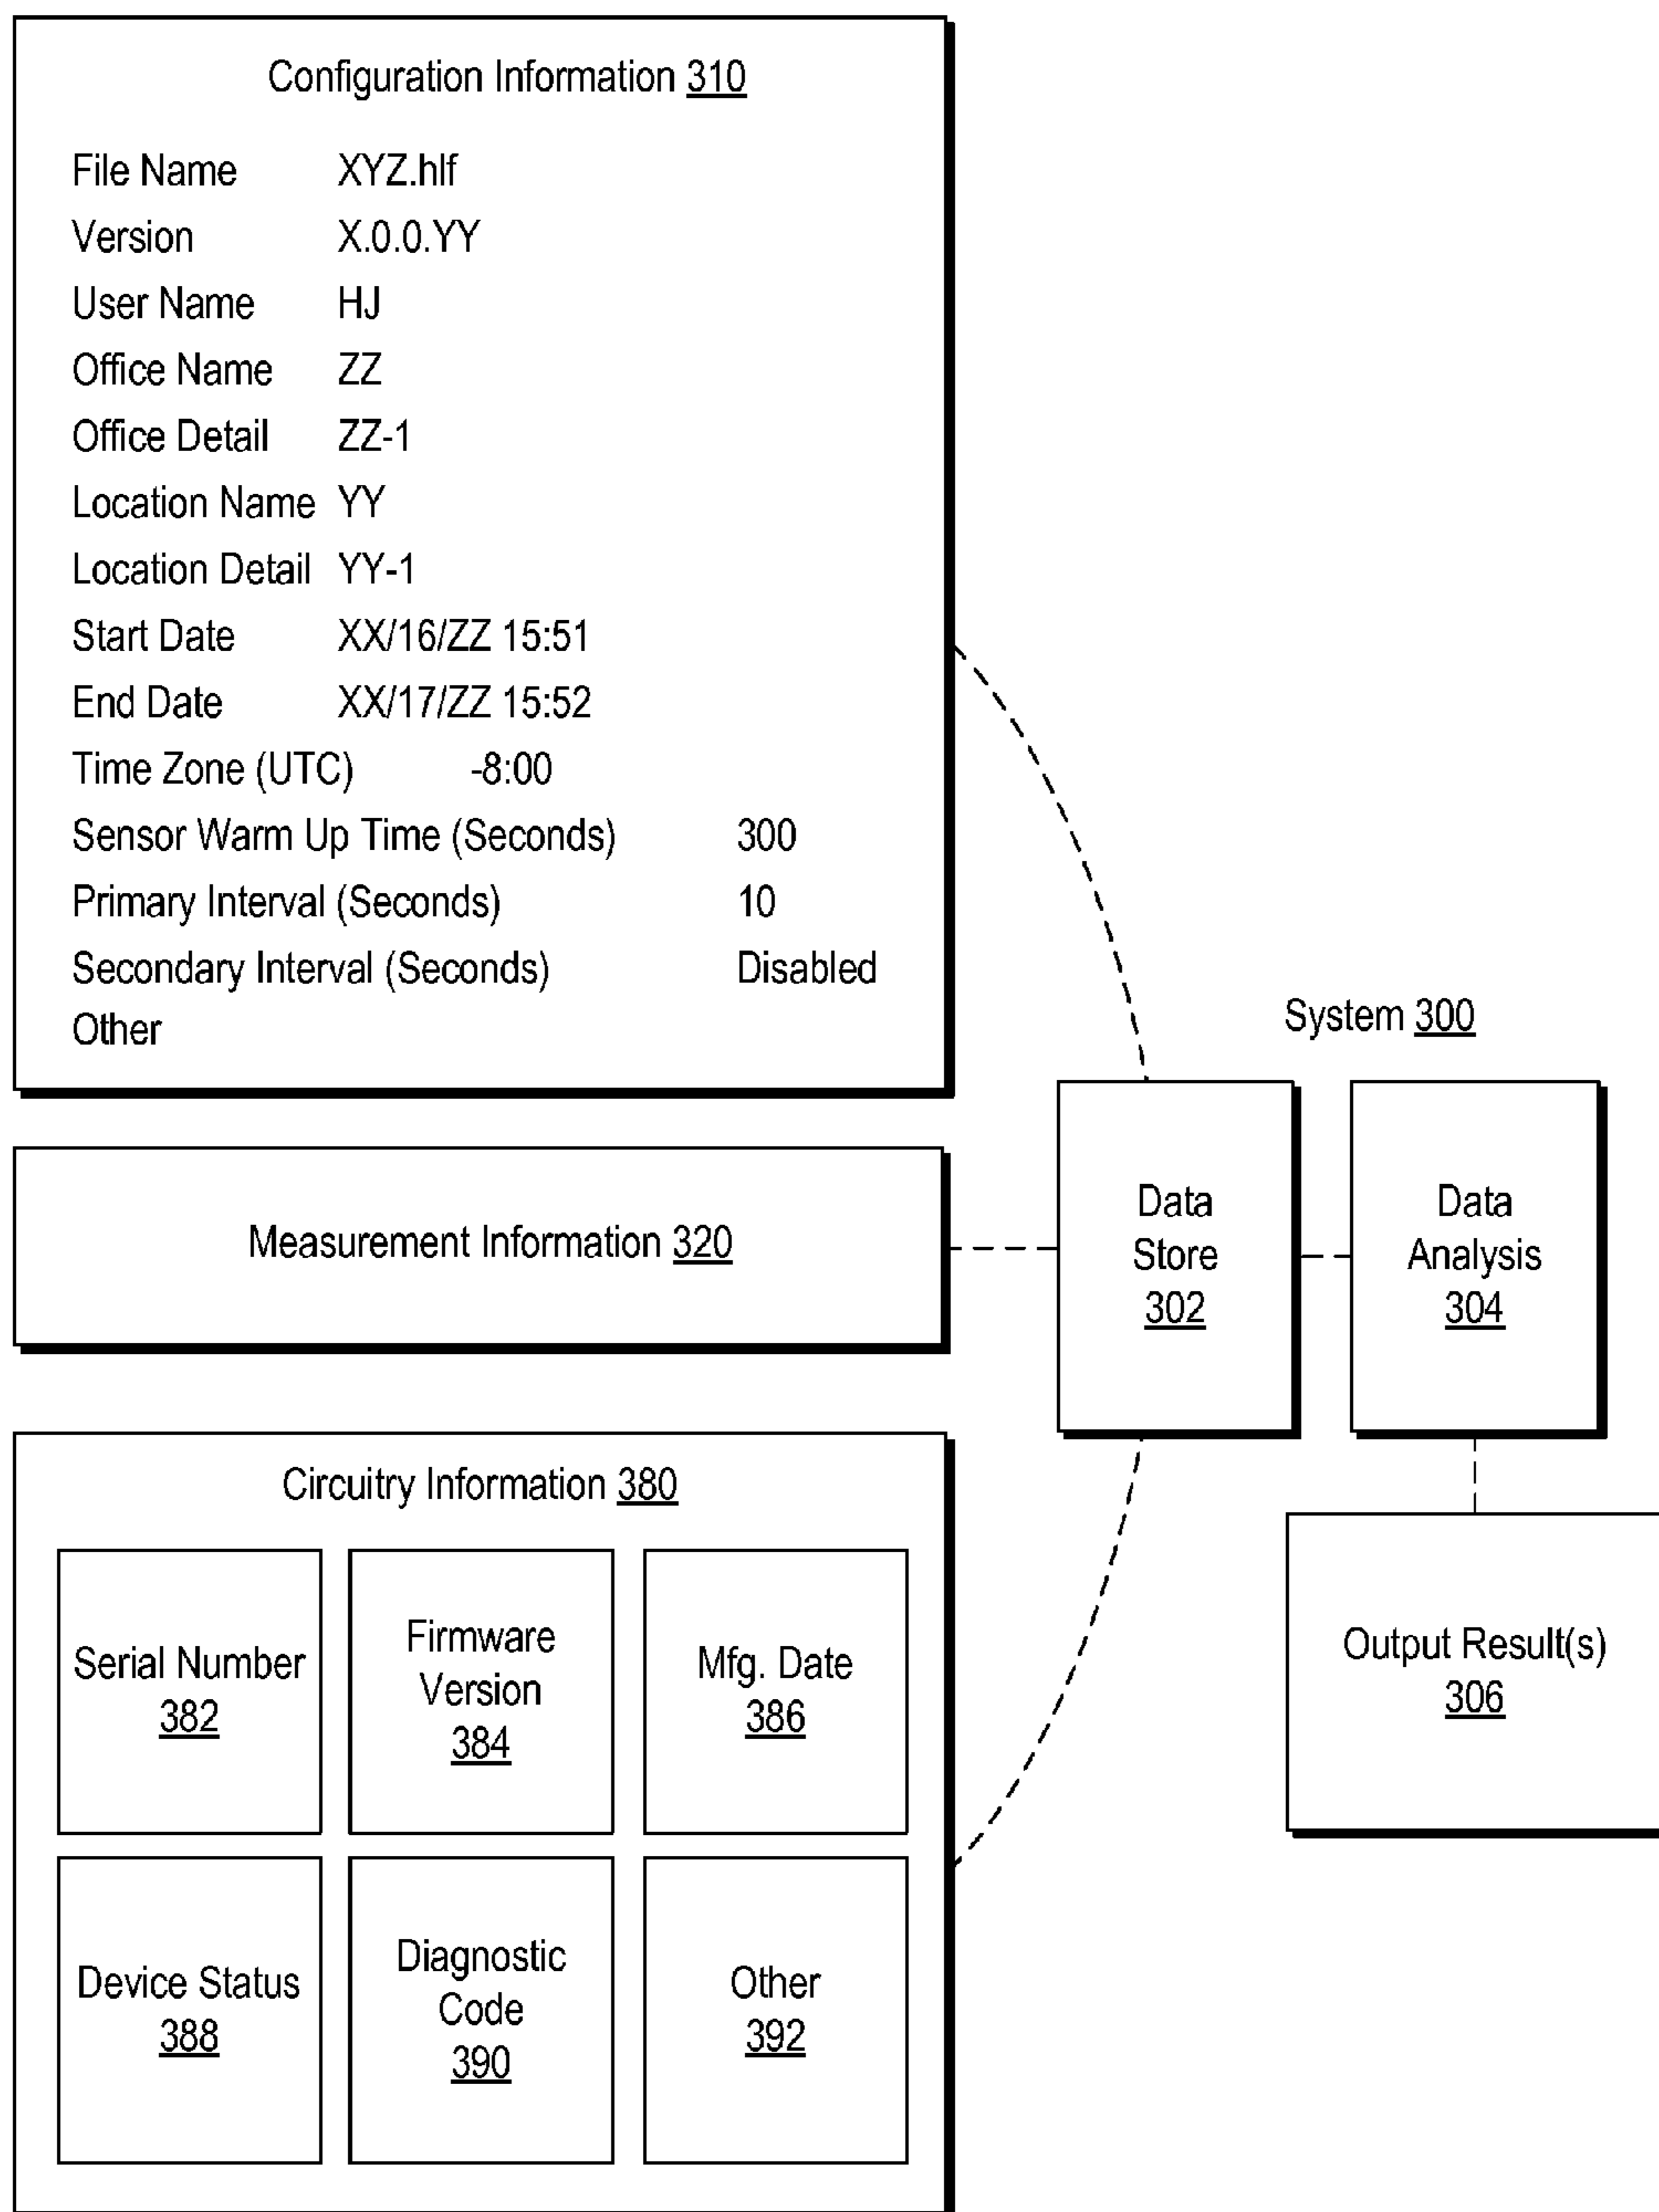 Configuration Information 310
File Name XYZ.hlf
Version X.0.0.YY
User Name HJ
Office Name ZZ
Office Detail ZZ-1
Location Name YY
Location Detail YY-1
Start Date XX/16/ZZ 15:51
End Date XX/17/ZZ 15:52
Time Zone (UTC) -8:00
Sensor Warm Up Time (Seconds) 300
Primary Interval (Seconds) 10
Secondary Interval (Seconds) Disabled
Other
System 300
Measurement Information 320
Data
Store
302
Data
Analysis
304
Circuitry Information 380
Serial Number
382
Firmware
Version
384
Mfg. Date
386
Output Result(s)
306
Device Status
388
Diagnostic
Code
390
Other
392